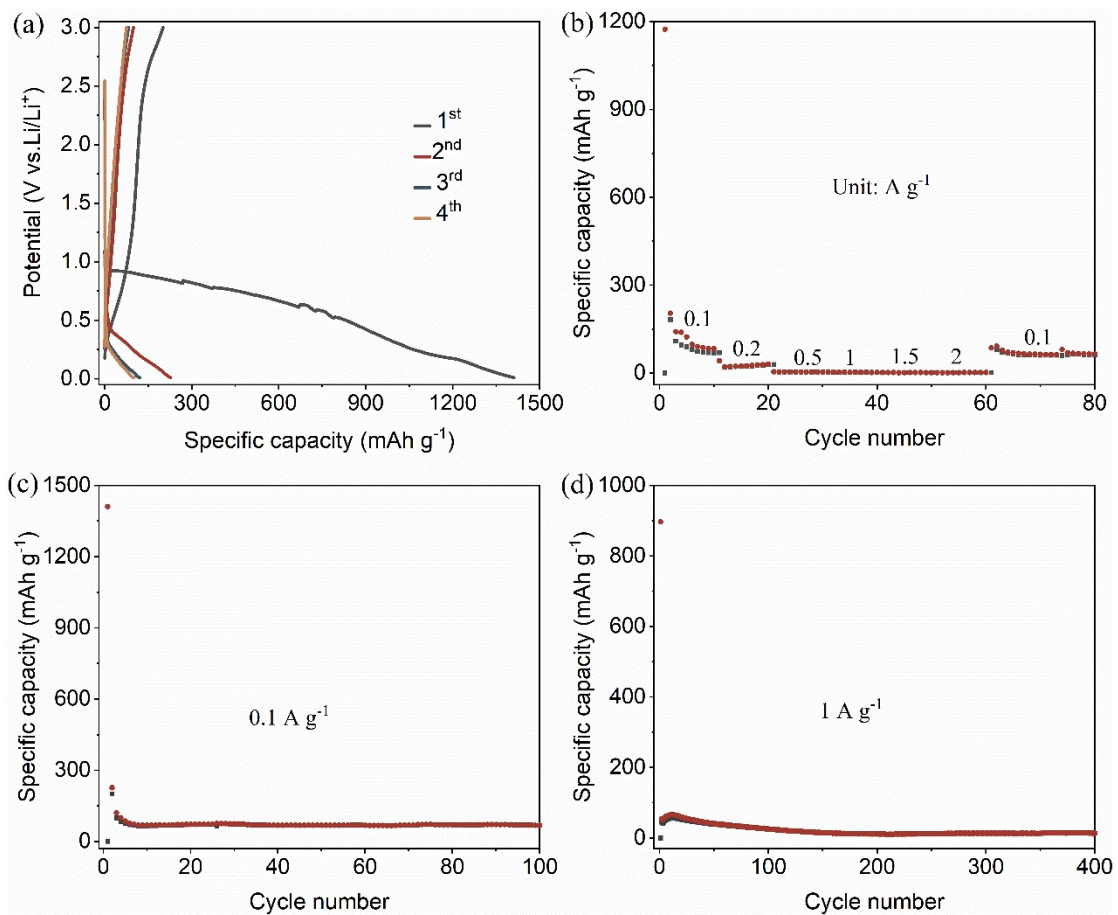 (a)
Potential (V vs.Li/Li⁺)
3.0
2.5
2.0
1.5
1.0
0.5
0.0
1ˢᵗ
2ⁿᵈ
3ʳᵈ
4ᵗʰ
0 300 600 900 1200 1500
Specific capacity (mAh g⁻¹)
(b)
Specific capacity (mAh g⁻¹)
1200
900
600
300
0
Unit: A g⁻¹
0.1 0.2 0.5 1 1.5 2 0.1
0 20 40 60 80
Cycle number
(c)
Specific capacity (mAh g⁻¹)
1500
1200
900
600
300
0
0.1 A g⁻¹
0 20 40 60 80 100
Cycle number
(d)
Specific capacity (mAh g⁻¹)
1000
800
600
400
200
0
1 A g⁻¹
0 100 200 300 400
Cycle number